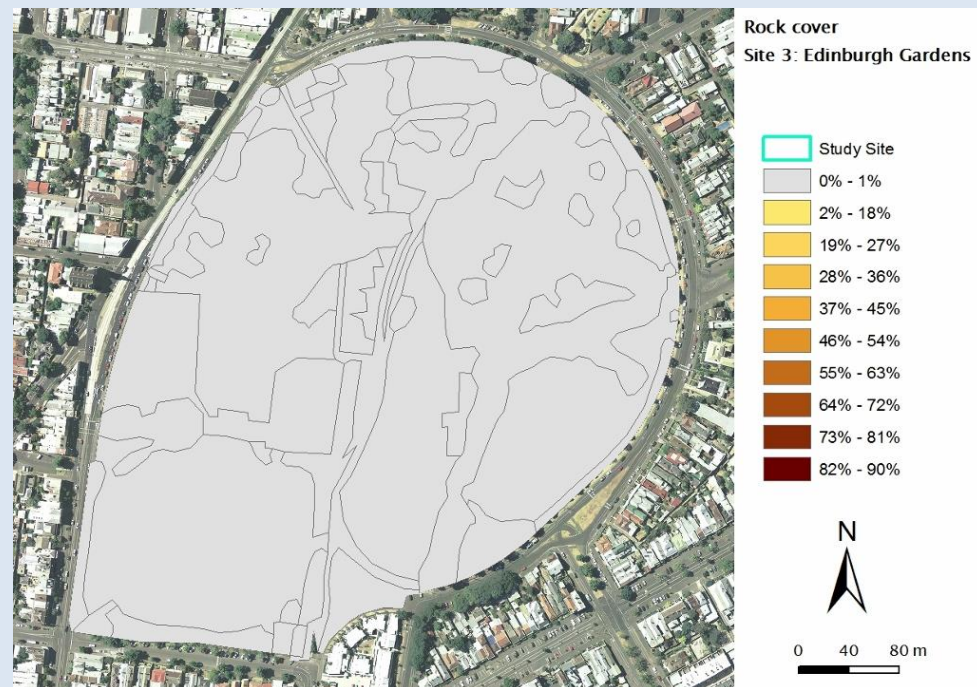 Rock cover
Site 3: Edinburgh Gardens
Study Site
0% - 1%
2% - 18%
19% - 27%
28% - 36%
37% - 45%
46% - 54%
55% - 63%
64% - 72%
73% - 81%
82% - 90%
N
0 40 80 m